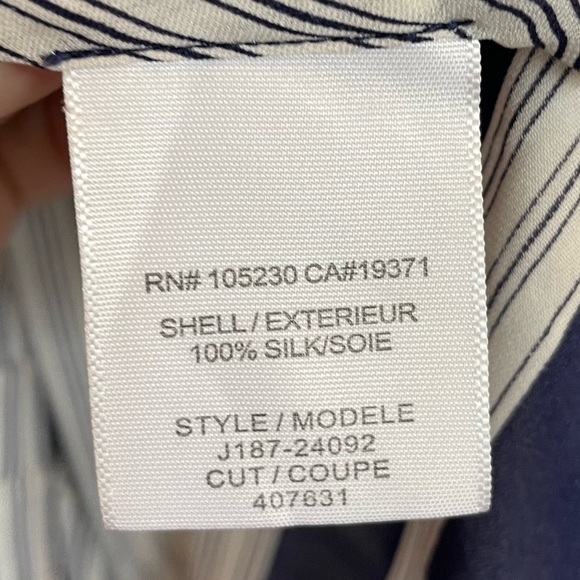 RN# 105230 CA#19371
SHELL / EXTERIEUR
100% SILK/SOIE
STYLE / MODELE
J187-24092
CUT / COUPE
407631